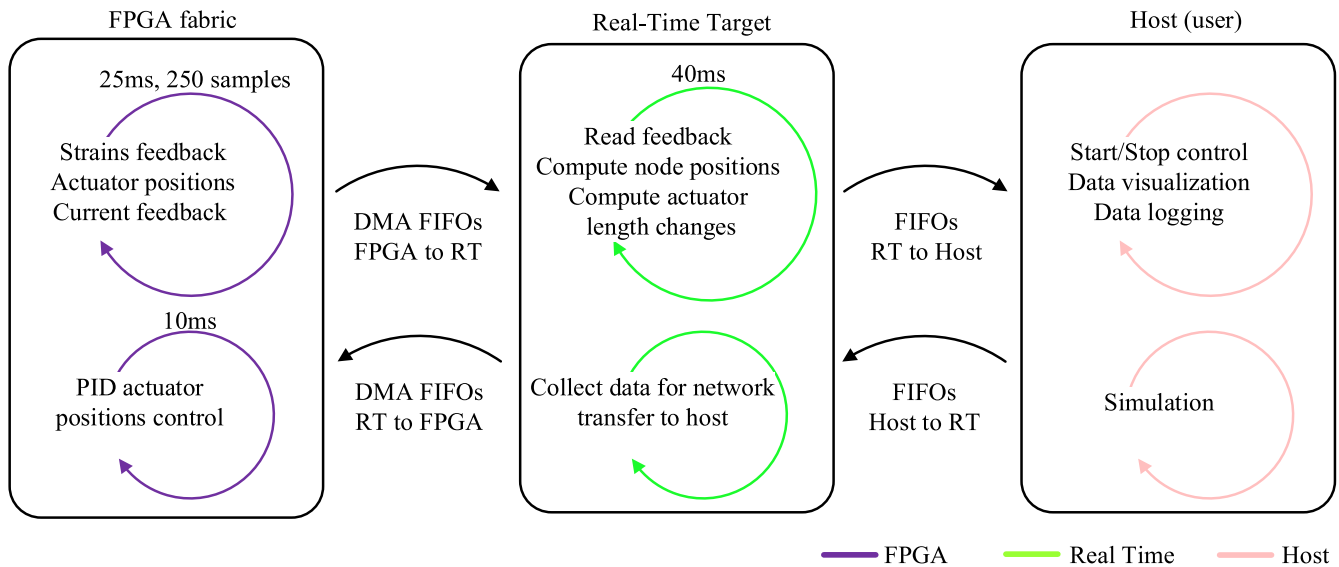 FPGA fabric
Real-Time Target
Host (user)
25ms, 250 samples
Strains feedback
Actuator positions
Current feedback
10ms
PID actuator
positions control
DMA FIFOs
FPGA to RT
DMA FIFOs
RT to FPGA
40ms
Read feedback
Compute node positions
Compute actuator
length changes
Collect data for network
transfer to host
FIFOs
RT to Host
FIFOs
Host to RT
Start/Stop control
Data visualization
Data logging
Simulation
FPGA
Real Time
Host